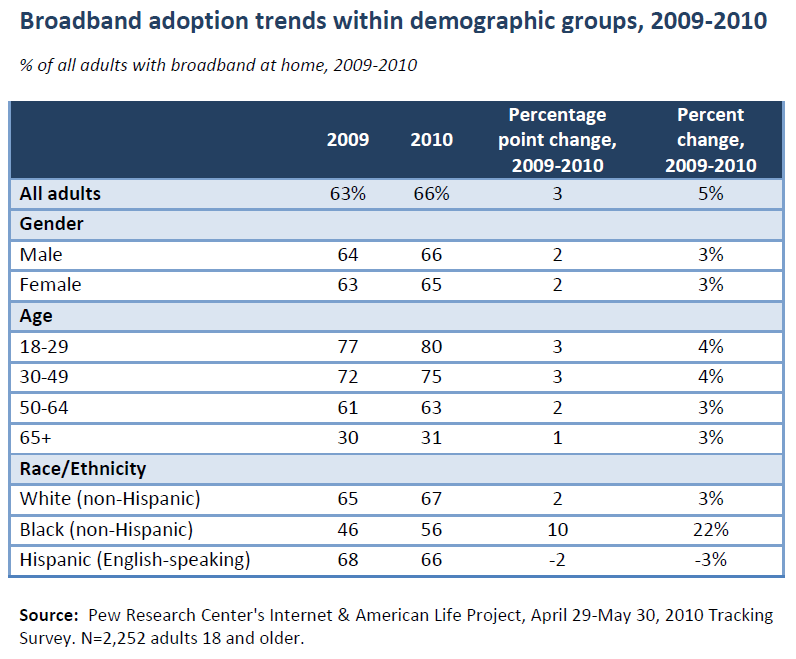 Broadband adoption trends within demographic groups, 2009-2010
% of all adults with broadband at home, 2009-2010
2009 2010 Percentage point change, 2009-2010 Percent change, 2009-2010
All adults 63% 66% 3 5%
Gender
Male 64 66 2 3%
Female 63 65 2 3%
Age
18-29 77 80 3 4%
30-49 72 75 3 4%
50-64 61 63 2 3%
65+ 30 31 1 3%
Race/Ethnicity
White (non-Hispanic) 65 67 2 3%
Black (non-Hispanic) 46 56 10 22%
Hispanic (English-speaking) 68 66 -2 -3%
Source: Pew Research Center's Internet & American Life Project, April 29-May 30, 2010 Tracking
Survey. N=2,252 adults 18 and older.